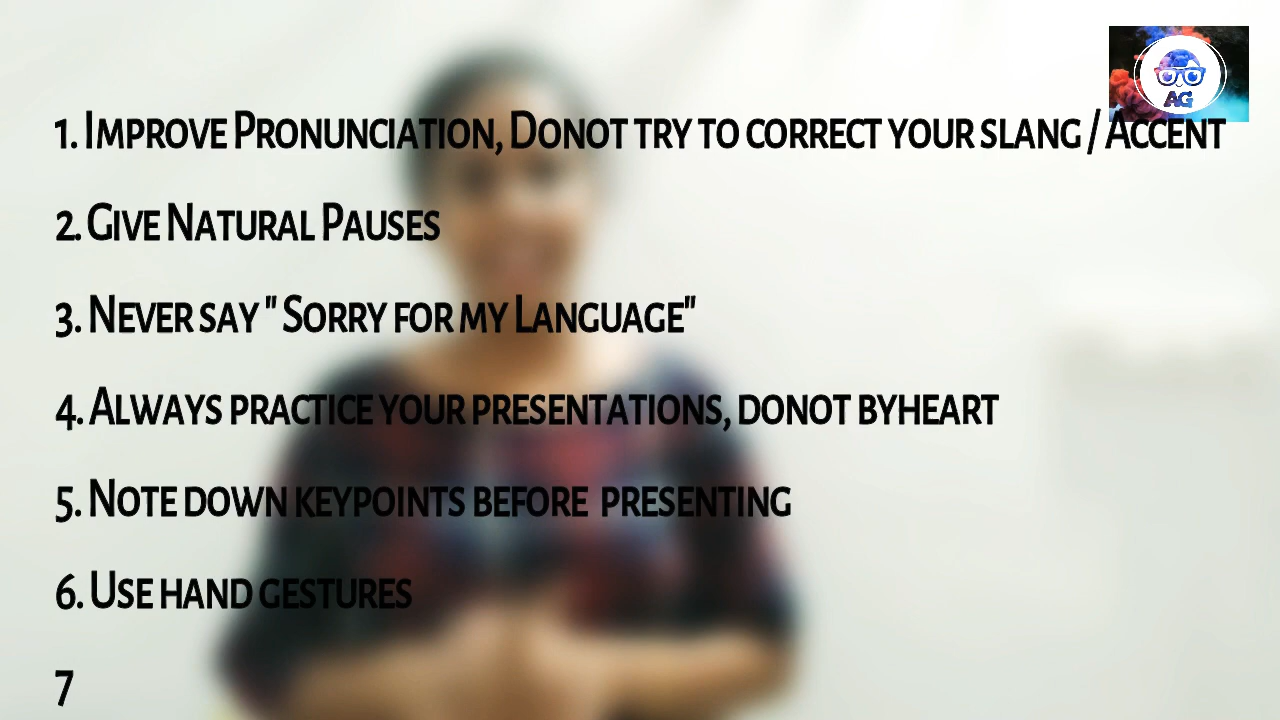 AG
1. Improve Pronunciation, Donot try to correct your slang / Accent
2. Give Natural Pauses
3. Never say " Sorry for my Language"
4. Always practice your presentations, donot byheart
5. Note down keypoints before presenting
6. Use hand gestures
7